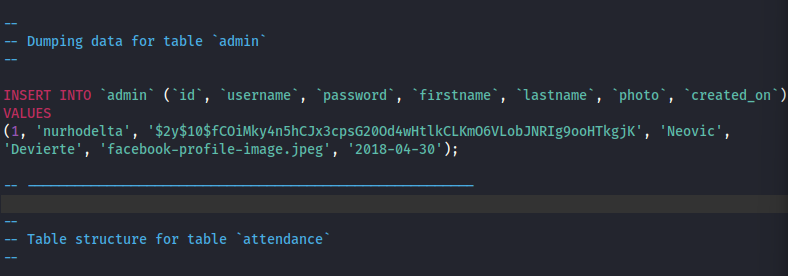 --
-- Dumping data for table `admin`
--
INSERT INTO `admin` (`id`, `username`, `password`, `firstname`, `lastname`, `photo`, `created_on`)
VALUES
(1, 'nurhodelta', '$2y$10$fCOiMky4n5hCJx3cpsG20Od4wHtlkCLKmO6VLobJNRIg9ooHTkgjK', 'Neovic',
'Devierte', 'facebook-profile-image.jpeg', '2018-04-30');
-- --------------------------------------------------------
--
-- Table structure for table `attendance`
--